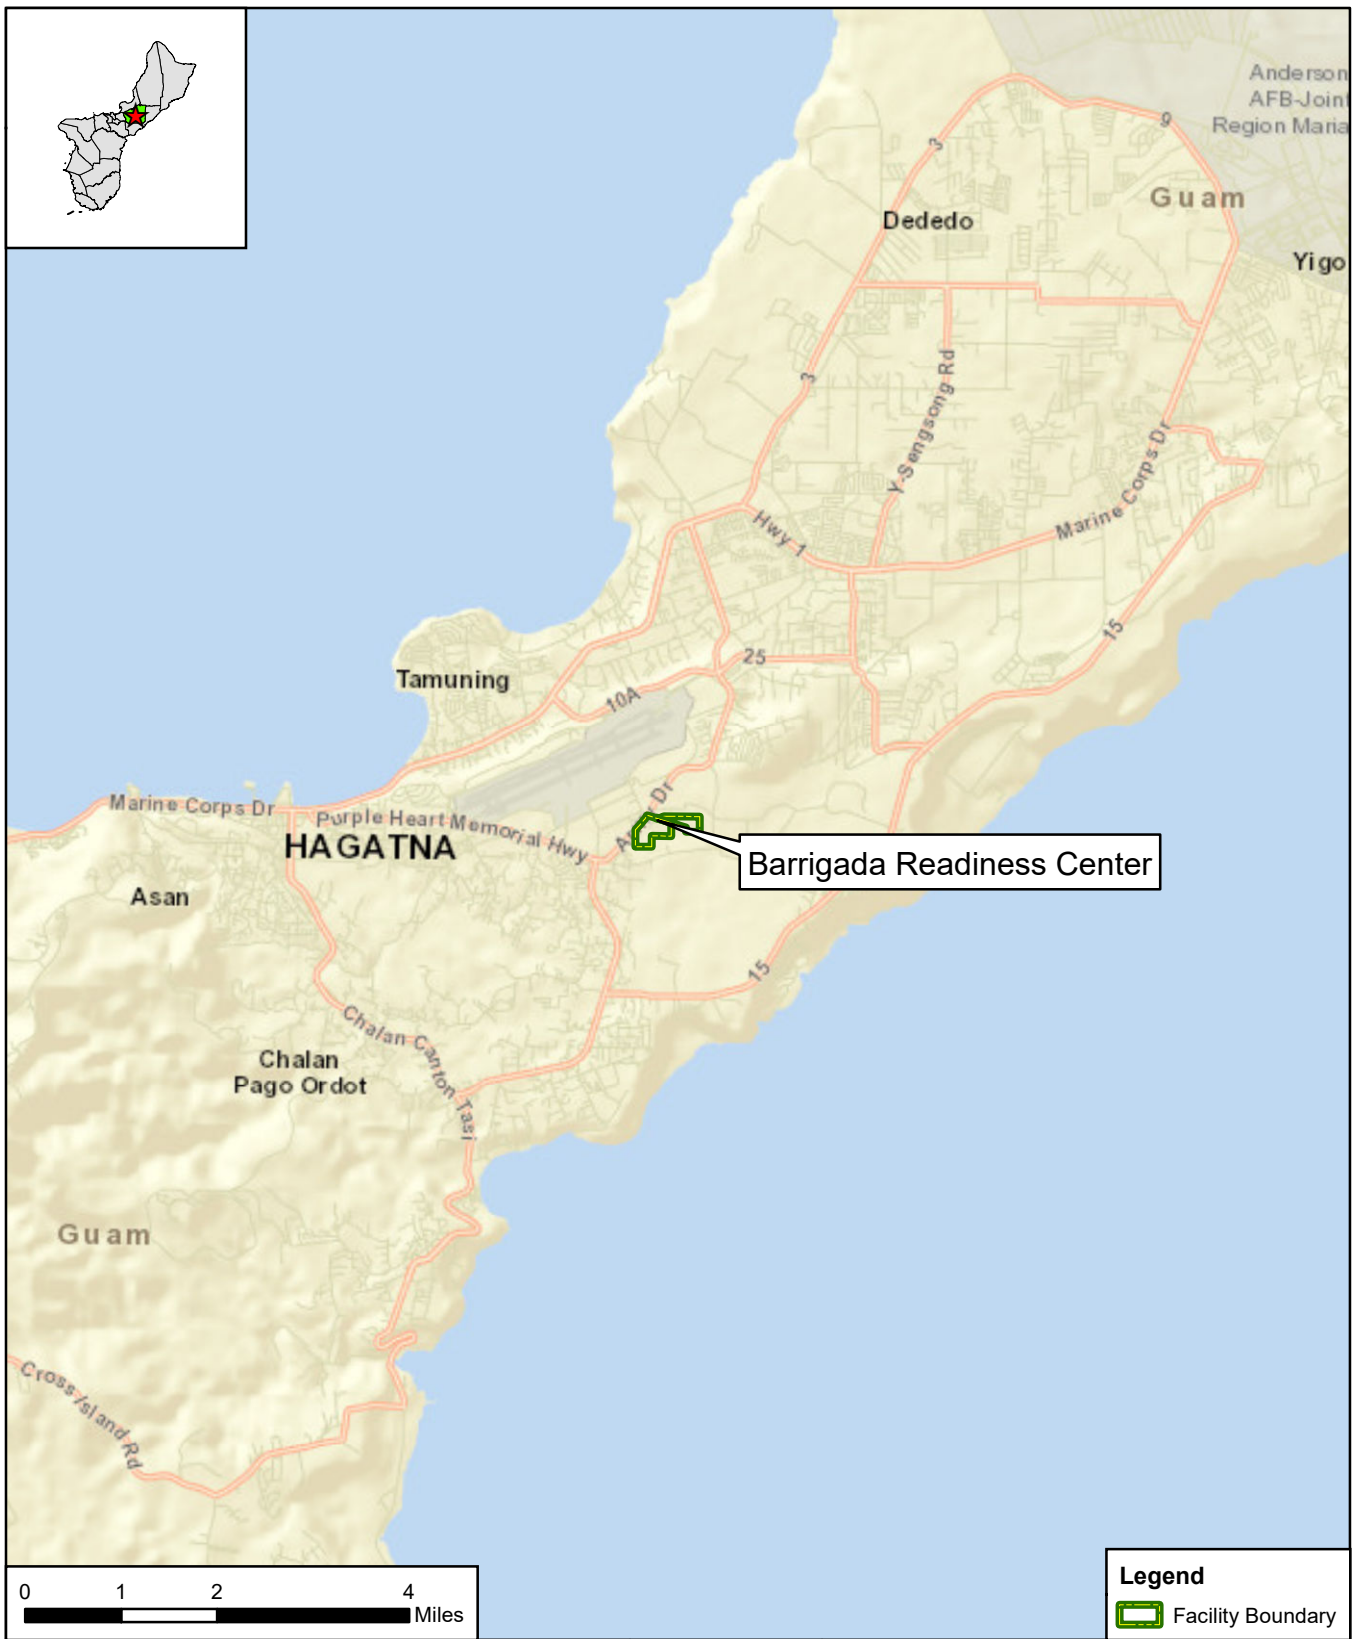 Anderson
AFB-Joint
Region Maria
9
3
Guam
Dededo
Yigo
3
Y-Sengsong Rd
Marine Corps Dr
Hwy 1
15
25
Tamuning
10A
Marine Corps Dr
Purple Heart Memorial Hwy
Dr
HAGATNA
Barrigada Readiness Center
Asan
15
Chalan Canton Tasi
Chalan
Pago Ordot
Guam
Cross Island Rd
0 1 2 4
Miles
Legend
Facility Boundary